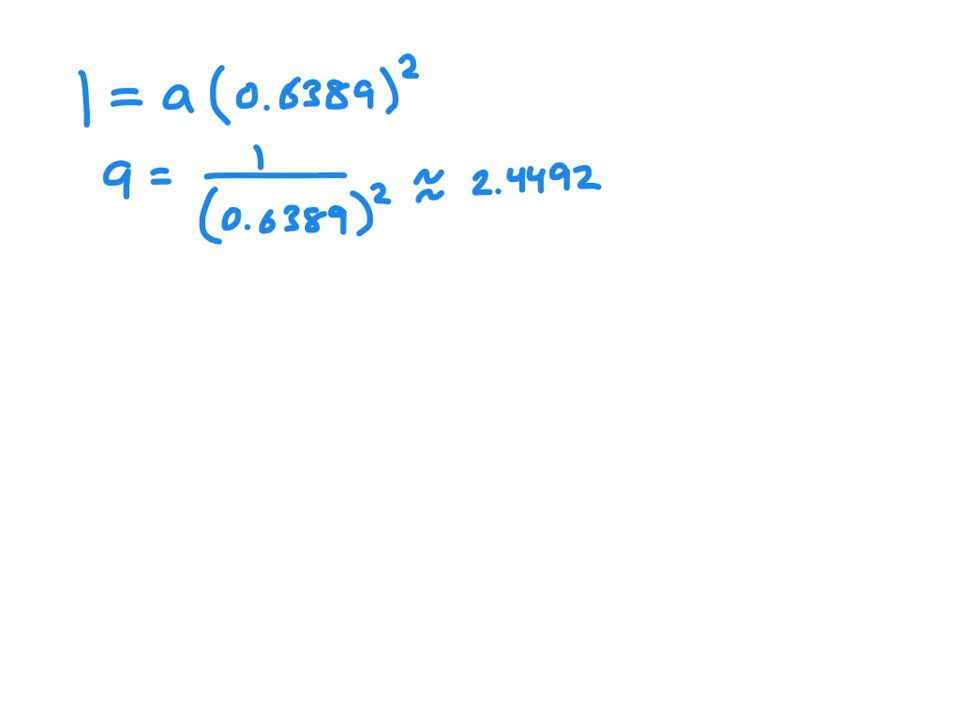 1 = a (0.6389)²
a = 1 / (0.6389)² ≈ 2.4492